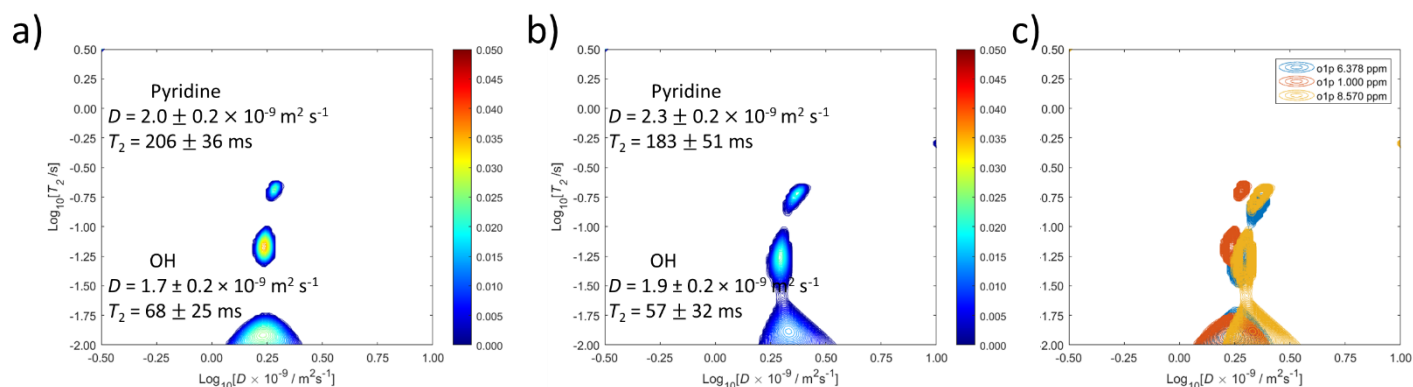 a)
0.50
0.25
0.00
-0.25
-0.50
-0.75
-1.00
-1.25
-1.50
-1.75
-2.00
Log10[T2 /s]
Pyridine
D = 2.0 ± 0.2 × 10-9 m2 s-1
T2 = 206 ± 36 ms
OH
D = 1.7 ± 0.2 × 10-9 m2 s-1
T2 = 68 ± 25 ms
-0.50 -0.25 0.00 0.25 0.50 0.75 1.00
Log10[D × 10-9 / m2s-1]
0.050
0.045
0.040
0.035
0.030
0.025
0.020
0.015
0.010
0.005
0.000
b)
0.50
0.25
0.00
-0.25
-0.50
-0.75
-1.00
-1.25
-1.50
-1.75
-2.00
Log10[T2 /s]
Pyridine
D = 2.3 ± 0.2 × 10-9 m2 s-1
T2 = 183 ± 51 ms
OH
D = 1.9 ± 0.2 × 10-9 m2 s-1
T2 = 57 ± 32 ms
-0.50 -0.25 0.00 0.25 0.50 0.75 1.00
Log10[D × 10-9 / m2s-1]
0.050
0.045
0.040
0.035
0.030
0.025
0.020
0.015
0.010
0.005
0.000
c)
0.50
0.25
0.00
-0.25
-0.50
-0.75
-1.00
-1.25
-1.50
-1.75
-2.00
Log10[T2 /s]
o1p 6.378 ppm
o1p 1.000 ppm
o1p 8.570 ppm
-0.50 -0.25 0.00 0.25 0.50 0.75 1.00
Log10[D × 10-9 / m2s-1]